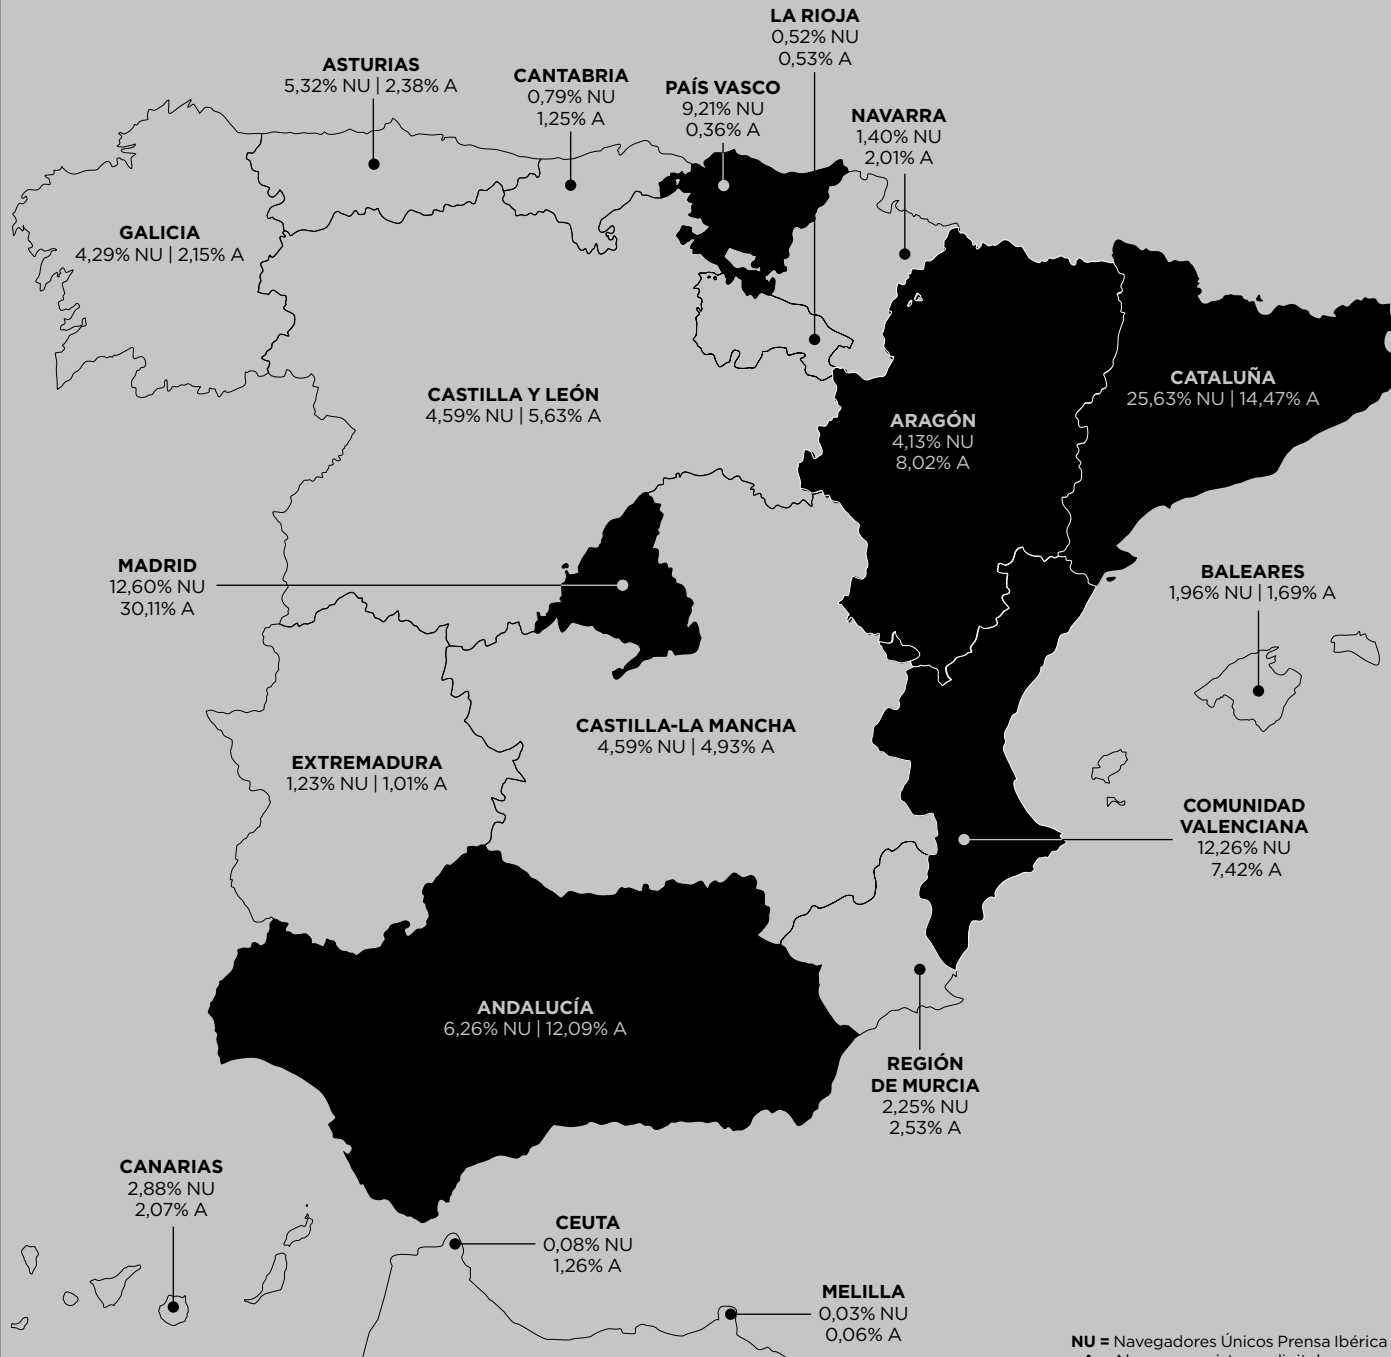 LA RIOJA
0,52% NU
0,53% A
ASTURIAS
5,32% NU | 2,38% A
CANTABRIA
0,79% NU
1,25% A
PAÍS VASCO
9,21% NU
0,36% A
NAVARRA
1,40% NU
2,01% A
GALICIA
4,29% NU | 2,15% A
CASTILLA Y LEÓN
4,59% NU | 5,63% A
ARAGÓN
4,13% NU
8,02% A
CATALUÑA
25,63% NU | 14,47% A
MADRID
12,60% NU
30,11% A
BALEARES
1,96% NU | 1,69% A
EXTREMADURA
1,23% NU | 1,01% A
CASTILLA-LA MANCHA
4,59% NU | 4,93% A
COMUNIDAD
VALENCIANA
12,26% NU
7,42% A
ANDALUCÍA
6,26% NU | 12,09% A
REGIÓN
DE MURCIA
2,25% NU
2,53% A
CANARIAS
2,88% NU
2,07% A
CEUTA
0,08% NU
1,26% A
MELILLA
0,03% NU
0,06% A
NU = Navegadores Únicos Prensa Ibérica